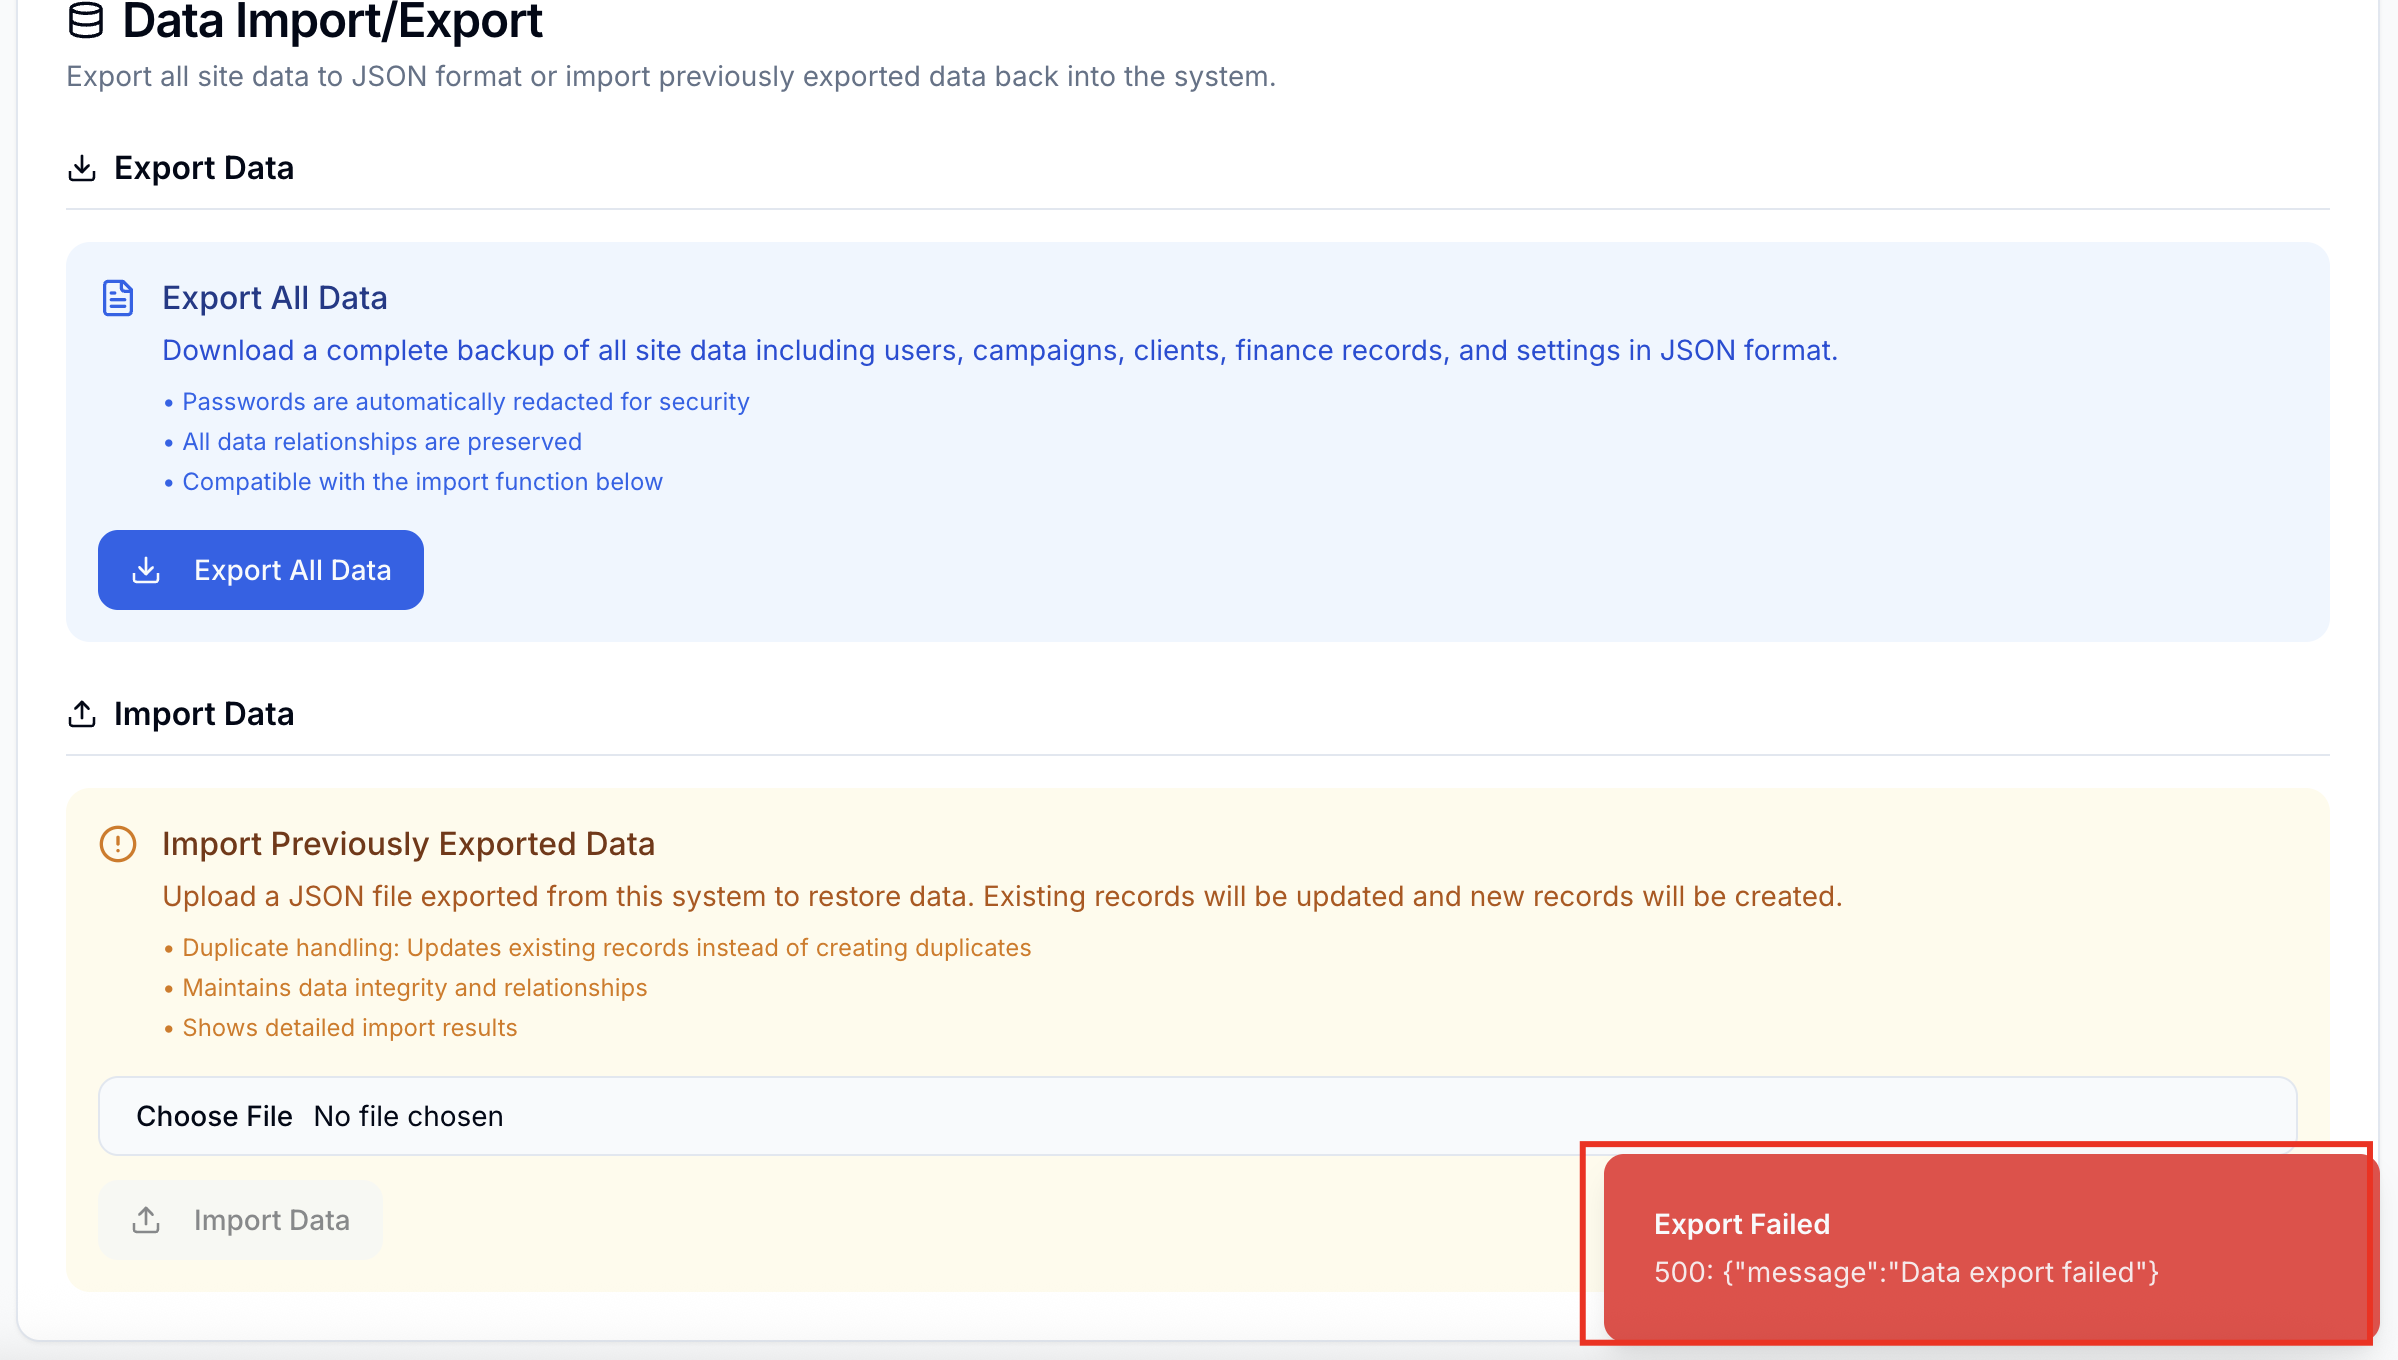 Data Import/Export
Export all site data to JSON format or import previously exported data back into the system.
Export Data
Export All Data
Download a complete backup of all site data including users, campaigns, clients, finance records, and settings in JSON format.
• Passwords are automatically redacted for security
• All data relationships are preserved
• Compatible with the import function below
Export All Data
Import Data
Import Previously Exported Data
Upload a JSON file exported from this system to restore data. Existing records will be updated and new records will be created.
• Duplicate handling: Updates existing records instead of creating duplicates
• Maintains data integrity and relationships
• Shows detailed import results
Choose File No file chosen
Import Data
Export Failed
500: {"message":"Data export failed"}